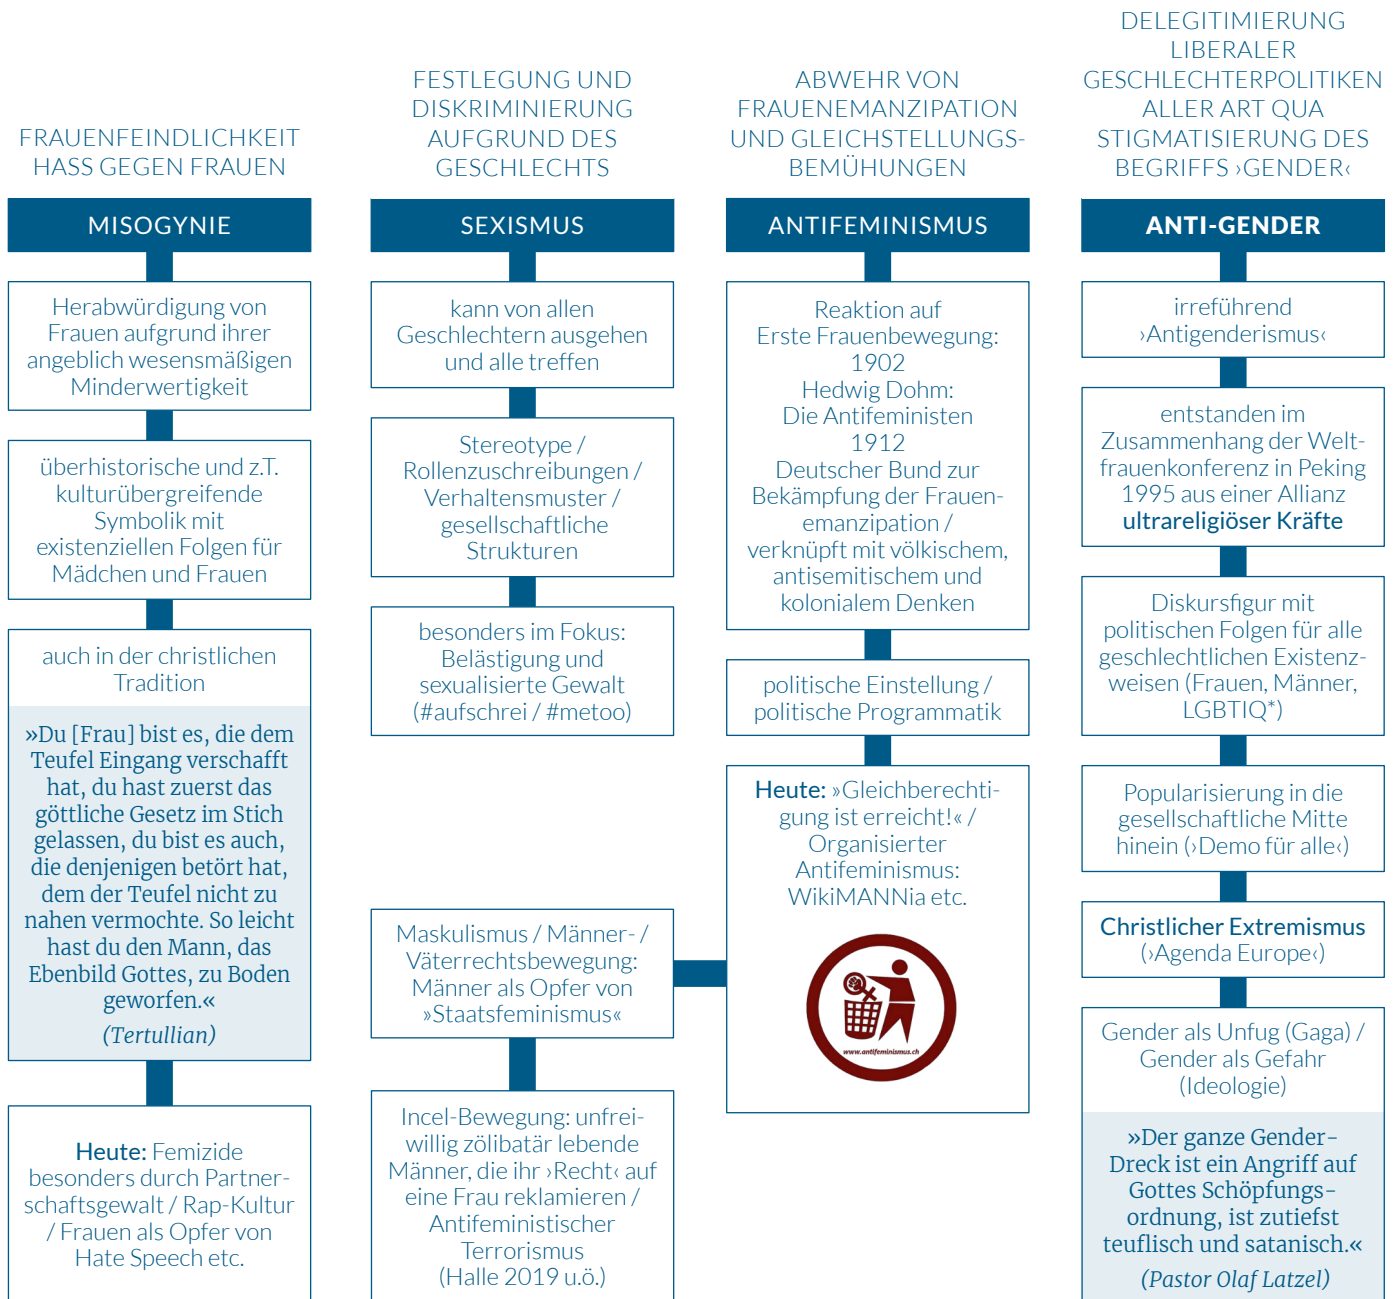 FRAUENFEINDLICHKEIT
HASS GEGEN FRAUEN
MISOGYNIE
Herabwürdigung von
Frauen aufgrund ihrer
angeblich wesensmäßigen
Minderwertigkeit
überhistorische und z.T.
kulturübergreifende
Symbolik mit
existenziellen Folgen für
Mädchen und Frauen
auch in der christlichen
Tradition
»Du [Frau] bist es, die dem
Teufel Eingang verschafft
hat, du hast zuerst das
göttliche Gesetz im Stich
gelassen, du bist es auch,
die denjenigen betört hat,
dem der Teufel nicht zu
nahen vermochte. So leicht
hast du den Mann, das
Ebenbild Gottes, zu Boden
geworfen.«
(Tertullian)
Heute: Femizide
besonders durch Partner-
schaftsgewalt / Rap-Kultur
/ Frauen als Opfer von
Hate Speech etc.
FESTLEGUNG UND
DISKRIMINIERUNG
AUFGRUND DES
GESCHLECHTS
SEXISMUS
kann von allen
Geschlechtern ausgehen
und alle treffen
Stereotype /
Rollenzuschreibungen /
Verhaltensmuster /
gesellschaftliche
Strukturen
besonders im Fokus:
Belästigung und
sexualisierte Gewalt
(#aufschrei / #metoo)
Maskulismus / Männer- /
Väterrechtsbewegung:
Männer als Opfer von
»Staatsfeminismus«
Incel-Bewegung: unfrei-
willig zölibatär lebende
Männer, die ihr ›Recht‹ auf
eine Frau reklamieren /
Antifeministischer
Terrorismus
(Halle 2019 u.ö.)
ABWEHR VON
FRAUENEMANZIPATION
UND GLEICHSTELLUNGS-
BEMÜHUNGEN
ANTIFEMINISMUS
Reaktion auf
Erste Frauenbewegung:
1902
Hedwig Dohm:
Die Antifeministen
1912
Deutscher Bund zur
Bekämpfung der Frauen-
emanzipation /
verknüpft mit völkischem,
antisemitischem und
kolonialem Denken
politische Einstellung /
politische Programmatik
Heute: »Gleichberechti-
gung ist erreicht!« /
Organisierter
Antifeminismus:
WikiMANNia etc.
www.antifeminismus.ch
DELEGITIMIERUNG
LIBERALER
GESCHLECHTERPOLITIKEN
ALLER ART QUA
STIGMATISIERUNG DES
BEGRIFFS ›GENDER‹
ANTI-GENDER
irreführend
›Antigenderismus‹
entstanden im
Zusammenhang der Welt-
frauenkonferenz in Peking
1995 aus einer Allianz
ultrareligiöser Kräfte
Diskursfigur mit
politischen Folgen für alle
geschlechtlichen Existenz-
weisen (Frauen, Männer,
LGBTIQ*)
Popularisierung in die
gesellschaftliche Mitte
hinein (›Demo für alle‹)
Christlicher Extremismus
(›Agenda Europe‹)
Gender als Unfug (Gaga) /
Gender als Gefahr
(Ideologie)
»Der ganze Gender-
Dreck ist ein Angriff auf
Gottes Schöpfungs-
ordnung, ist zutiefst
teuflisch und satanisch.«
(Pastor Olaf Latzel)